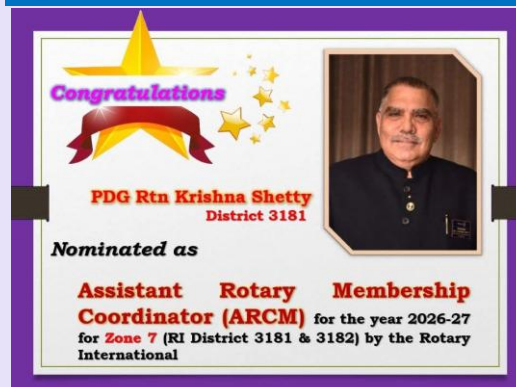 Congratulations
PDG Rtn Krishna Shetty
District 3181
Nominated as
Assistant Rotary Membership
Coordinator (ARCM) for the year 2026-27
for Zone 7 (RI District 3181 & 3182) by the Rotary
International